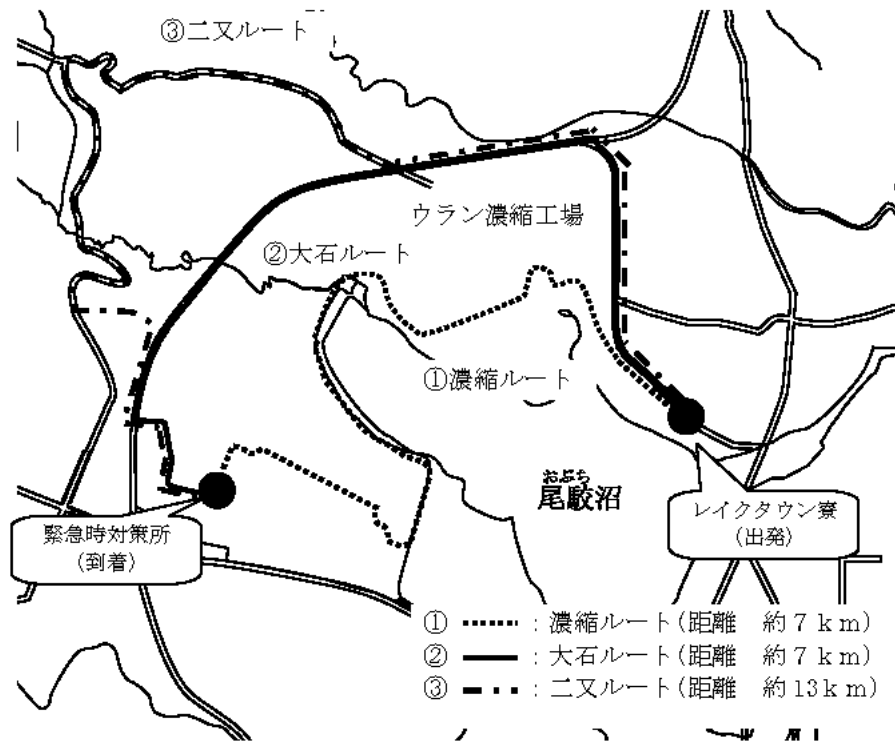 ③二又ルート
ウラン濃縮工場
②大石ルート
①濃縮ルート
おぶち
尾駮沼
緊急時対策所
(到着)
レイクタウン寮
(出発)
① : 濃縮ルート(距離 約7km)
② : 大石ルート(距離 約7km)
③ : 二又ルート(距離 約13km)